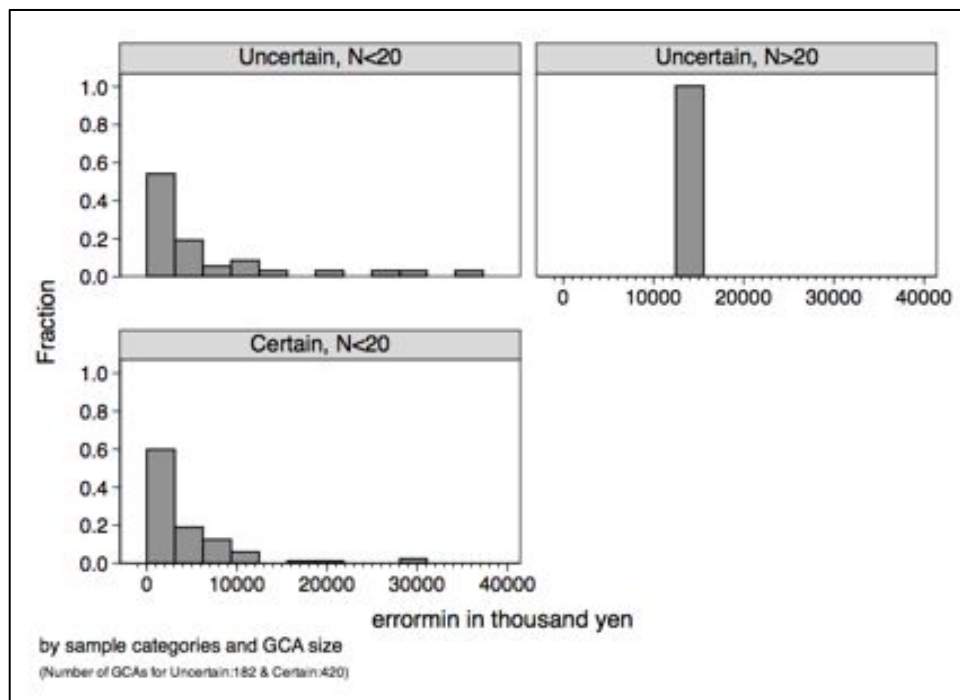 Uncertain, N<20
Uncertain, N>20
1.0
0.8
0.6
0.4
0.2
0.0
0 10000 20000 30000 40000
Fraction
Certain, N<20
1.0
0.8
0.6
0.4
0.2
0.0
0 10000 20000 30000 40000
errormin in thousand yen
by sample categories and GCA size
(Number of GCAs for Uncertain:182 & Certain:420)